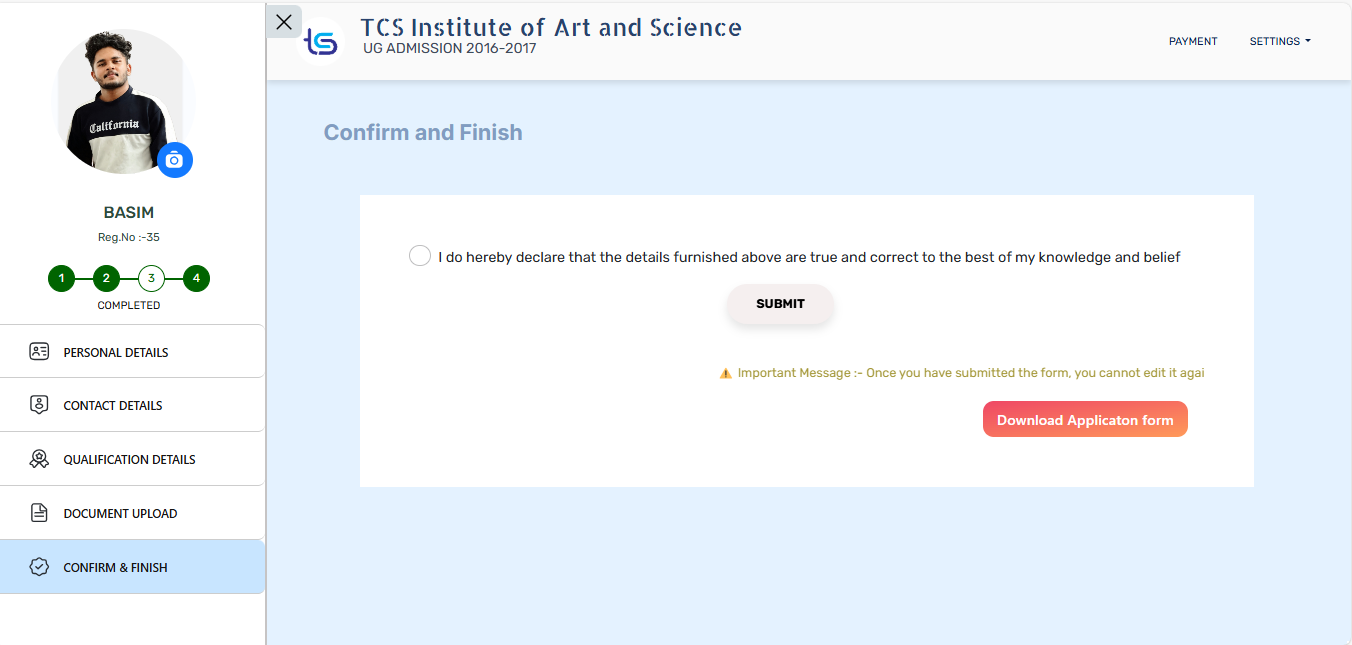 TCS Institute of Art and Science
UG ADMISSION 2016-2017
PAYMENT
SETTINGS
California
BASIM
Reg.No :-35
1 2 3 4
COMPLETED
PERSONAL DETAILS
CONTACT DETAILS
QUALIFICATION DETAILS
DOCUMENT UPLOAD
CONFIRM & FINISH
Confirm and Finish
I do hereby declare that the details furnished above are true and correct to the best of my knowledge and belief
SUBMIT
Important Message :- Once you have submitted the form, you cannot edit it agai
Download Applicaton form